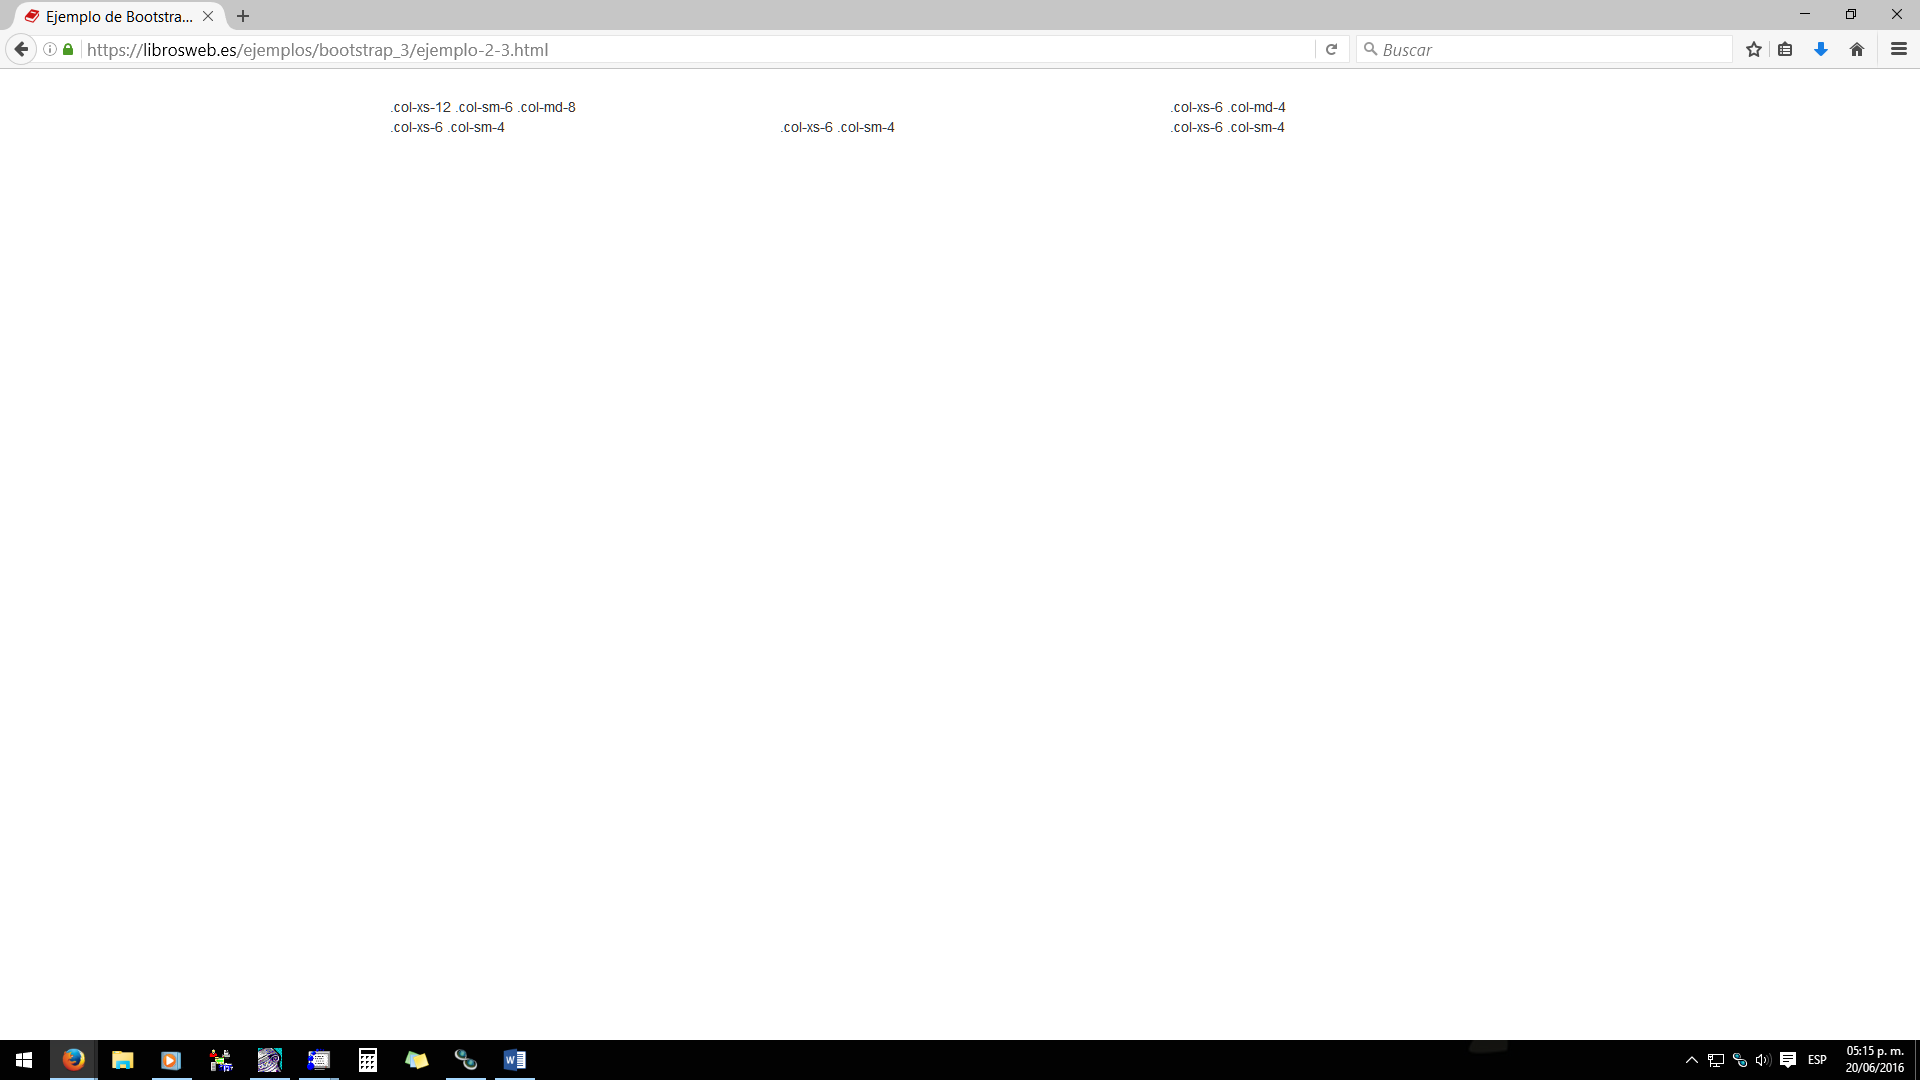 Ejemplo de Bootstra...
https://librosweb.es/ejemplos/bootstrap_3/ejemplo-2-3.html
Buscar
.col-xs-12 .col-sm-6 .col-md-8 .col-xs-6 .col-md-4
.col-xs-6 .col-sm-4 .col-xs-6 .col-sm-4 .col-xs-6 .col-sm-4
ESP
05:15 p. m.
20/06/2016